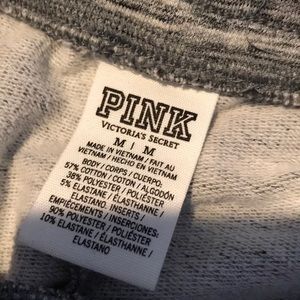 PINK
VICTORIA'S SECRET
M | M
MADE IN VIETNAM / FAIT AU
VIETNAM / HECHO EN VIETNAM
BODY / CORPS / CUERPO:
57% COTTON / COTON / ALGODÓN
38% POLYESTER / POLIÉSTER
5% ELASTANE / ÉLASTHANNE /
ELASTANO. INSERTS /
EMPIÈCEMENTS / INSERCIONES:
90% POLYESTER / POLIÉSTER
10% ELASTANE / ÉLASTHANNE /
ELASTANO